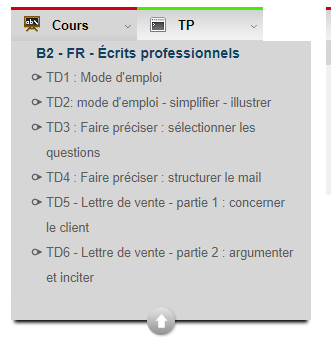 Cours
TP
B2 - FR - Écrits professionnels
TD1 : Mode d'emploi
TD2: mode d'emploi - simplifier - illustrer
TD3 : Faire préciser : sélectionner les
questions
TD4 : Faire préciser : structurer le mail
TD5 - Lettre de vente - partie 1 : concerner
le client
TD6 - Lettre de vente - partie 2 : argumenter
et inciter